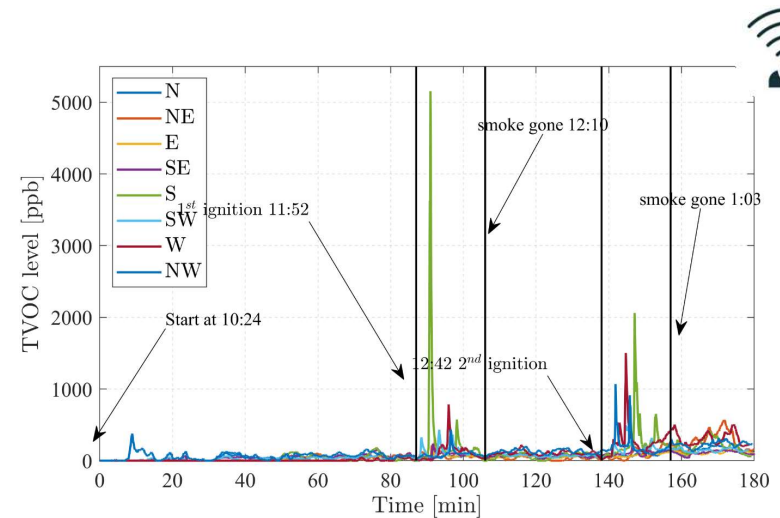 N
NE
E
SE
S
SW
W
NW
1st ignition 11:52
smoke gone 12:10
smoke gone 1:03
Start at 10:24
12:42 2nd ignition
TVOC level [ppb]
5000
4000
3000
2000
1000
0
0 20 40 60 80 100 120 140 160 180
Time [min]